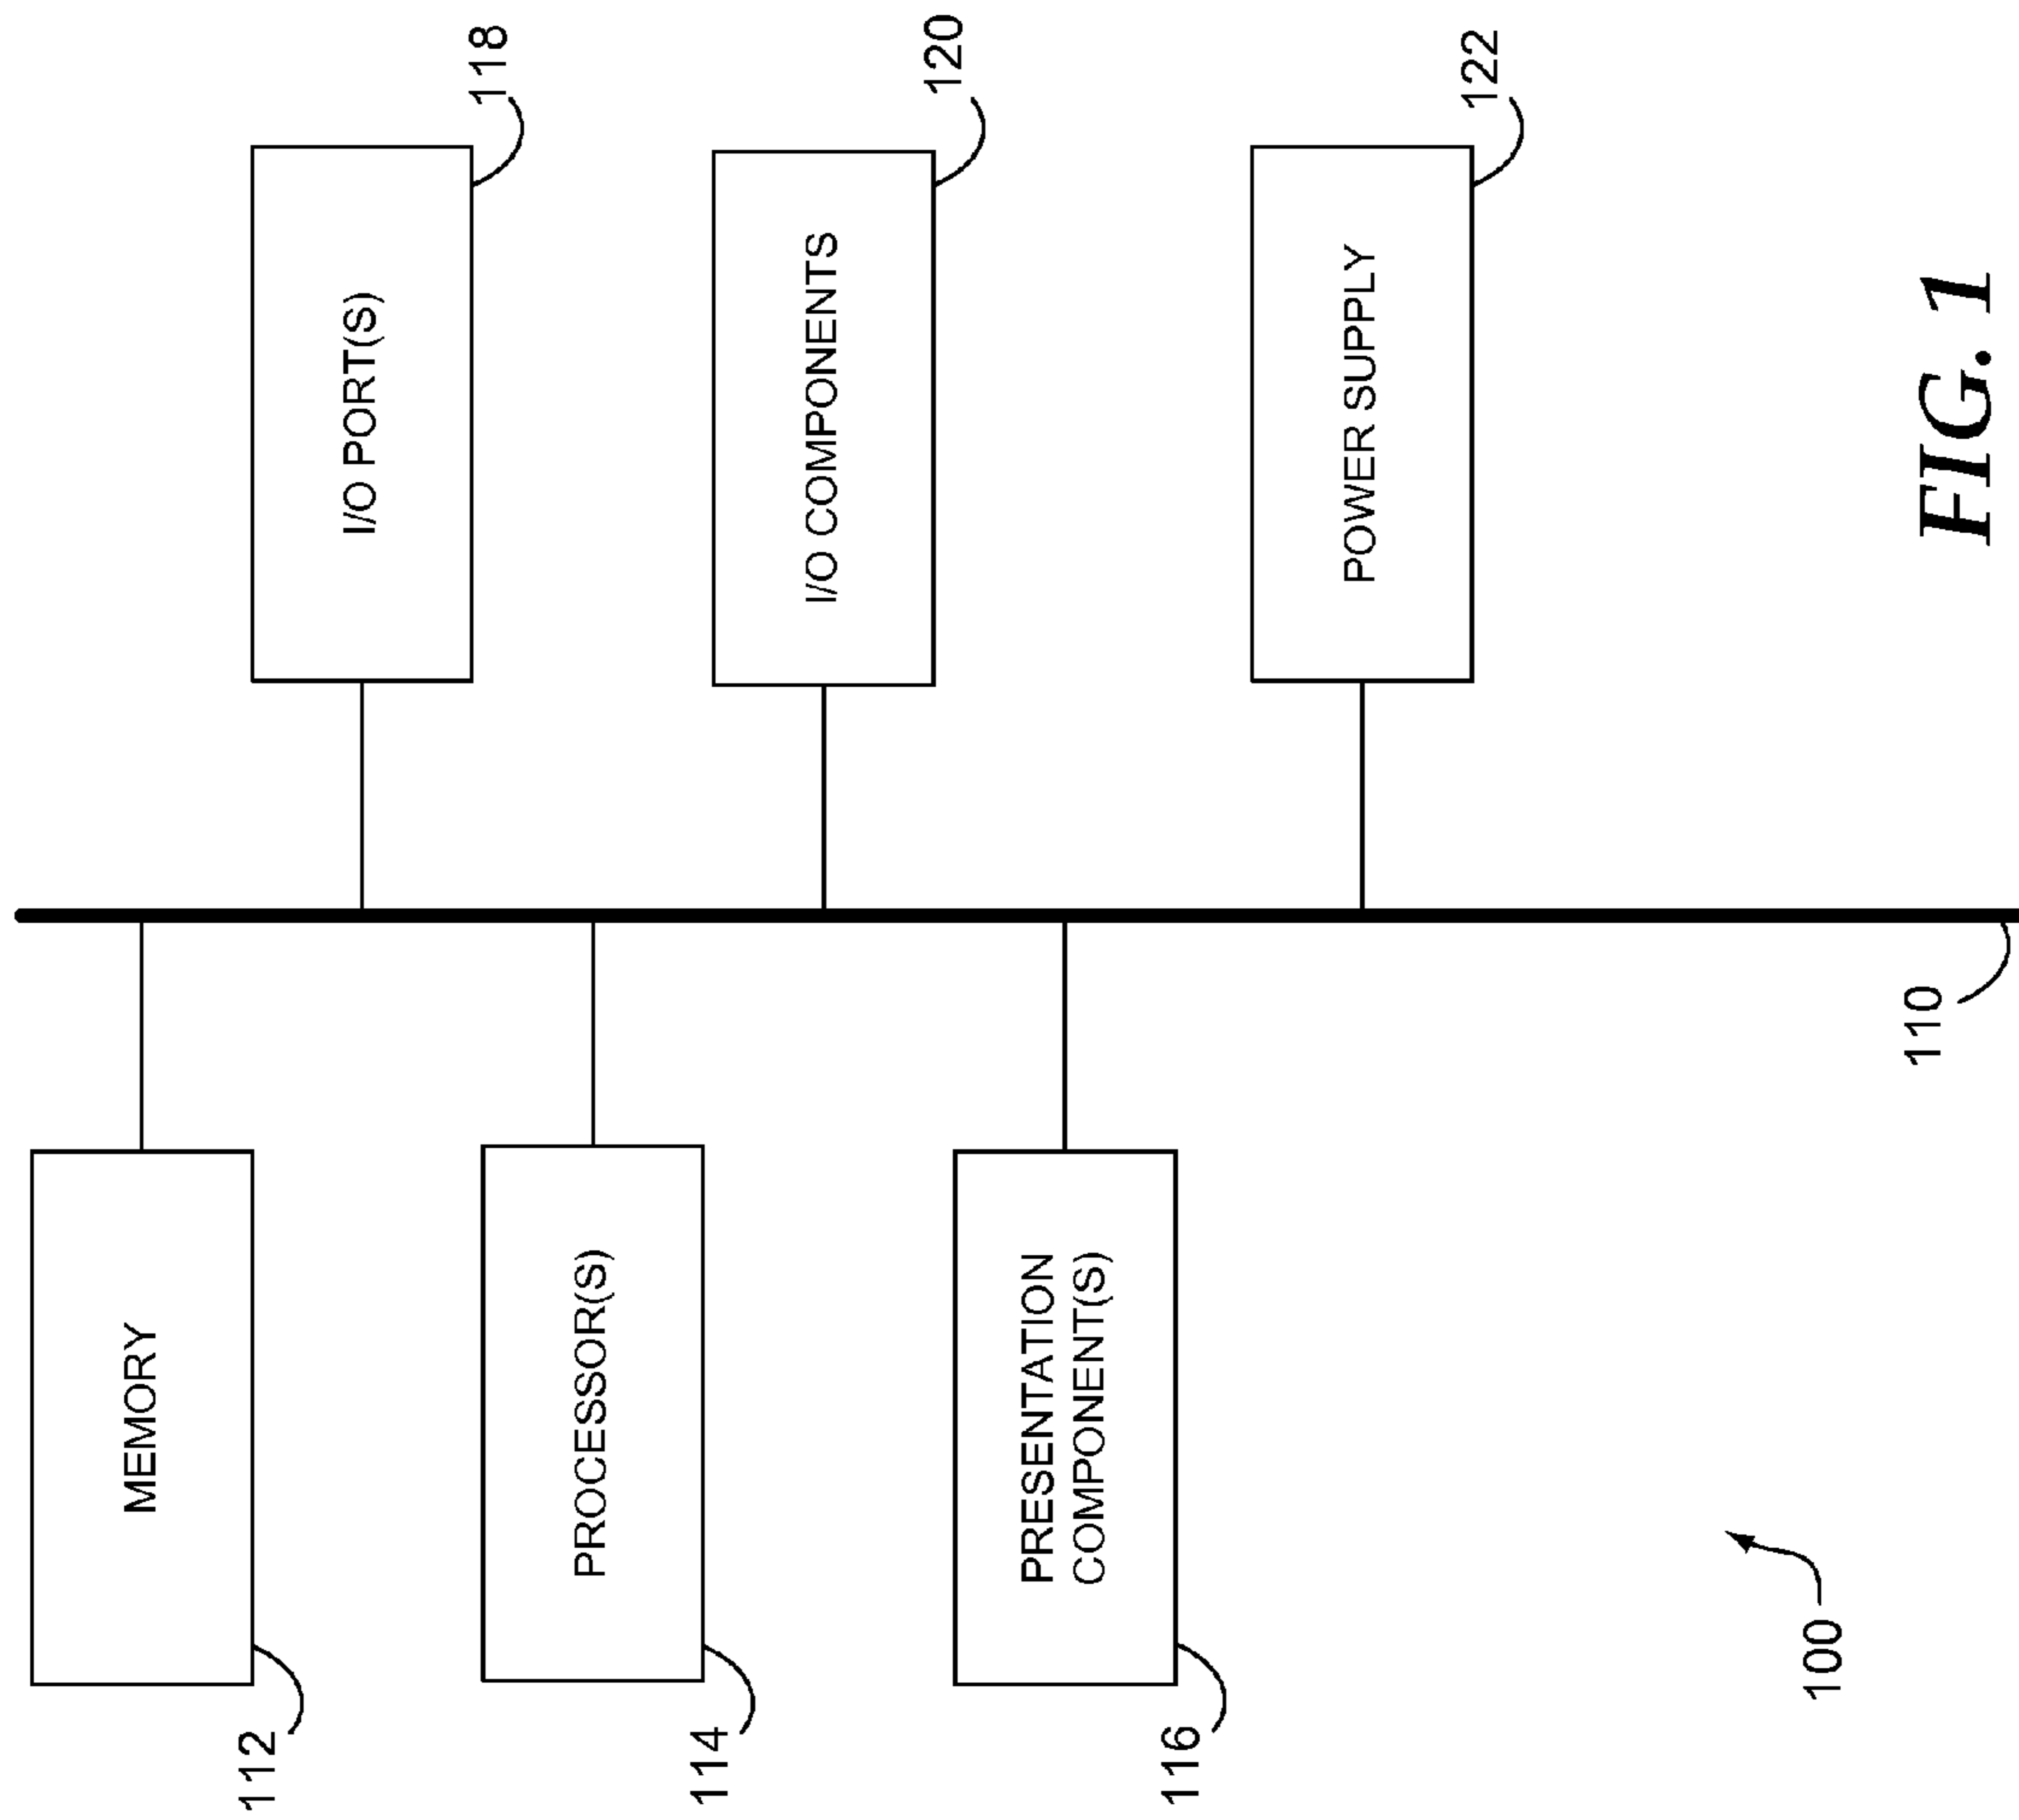 MEMORY
112
PROCESSOR(S)
114
PRESENTATION
COMPONENT(S)
116
I/O PORT(S)
118
I/O COMPONENTS
120
POWER SUPPLY
122
110
100
FIG. 1